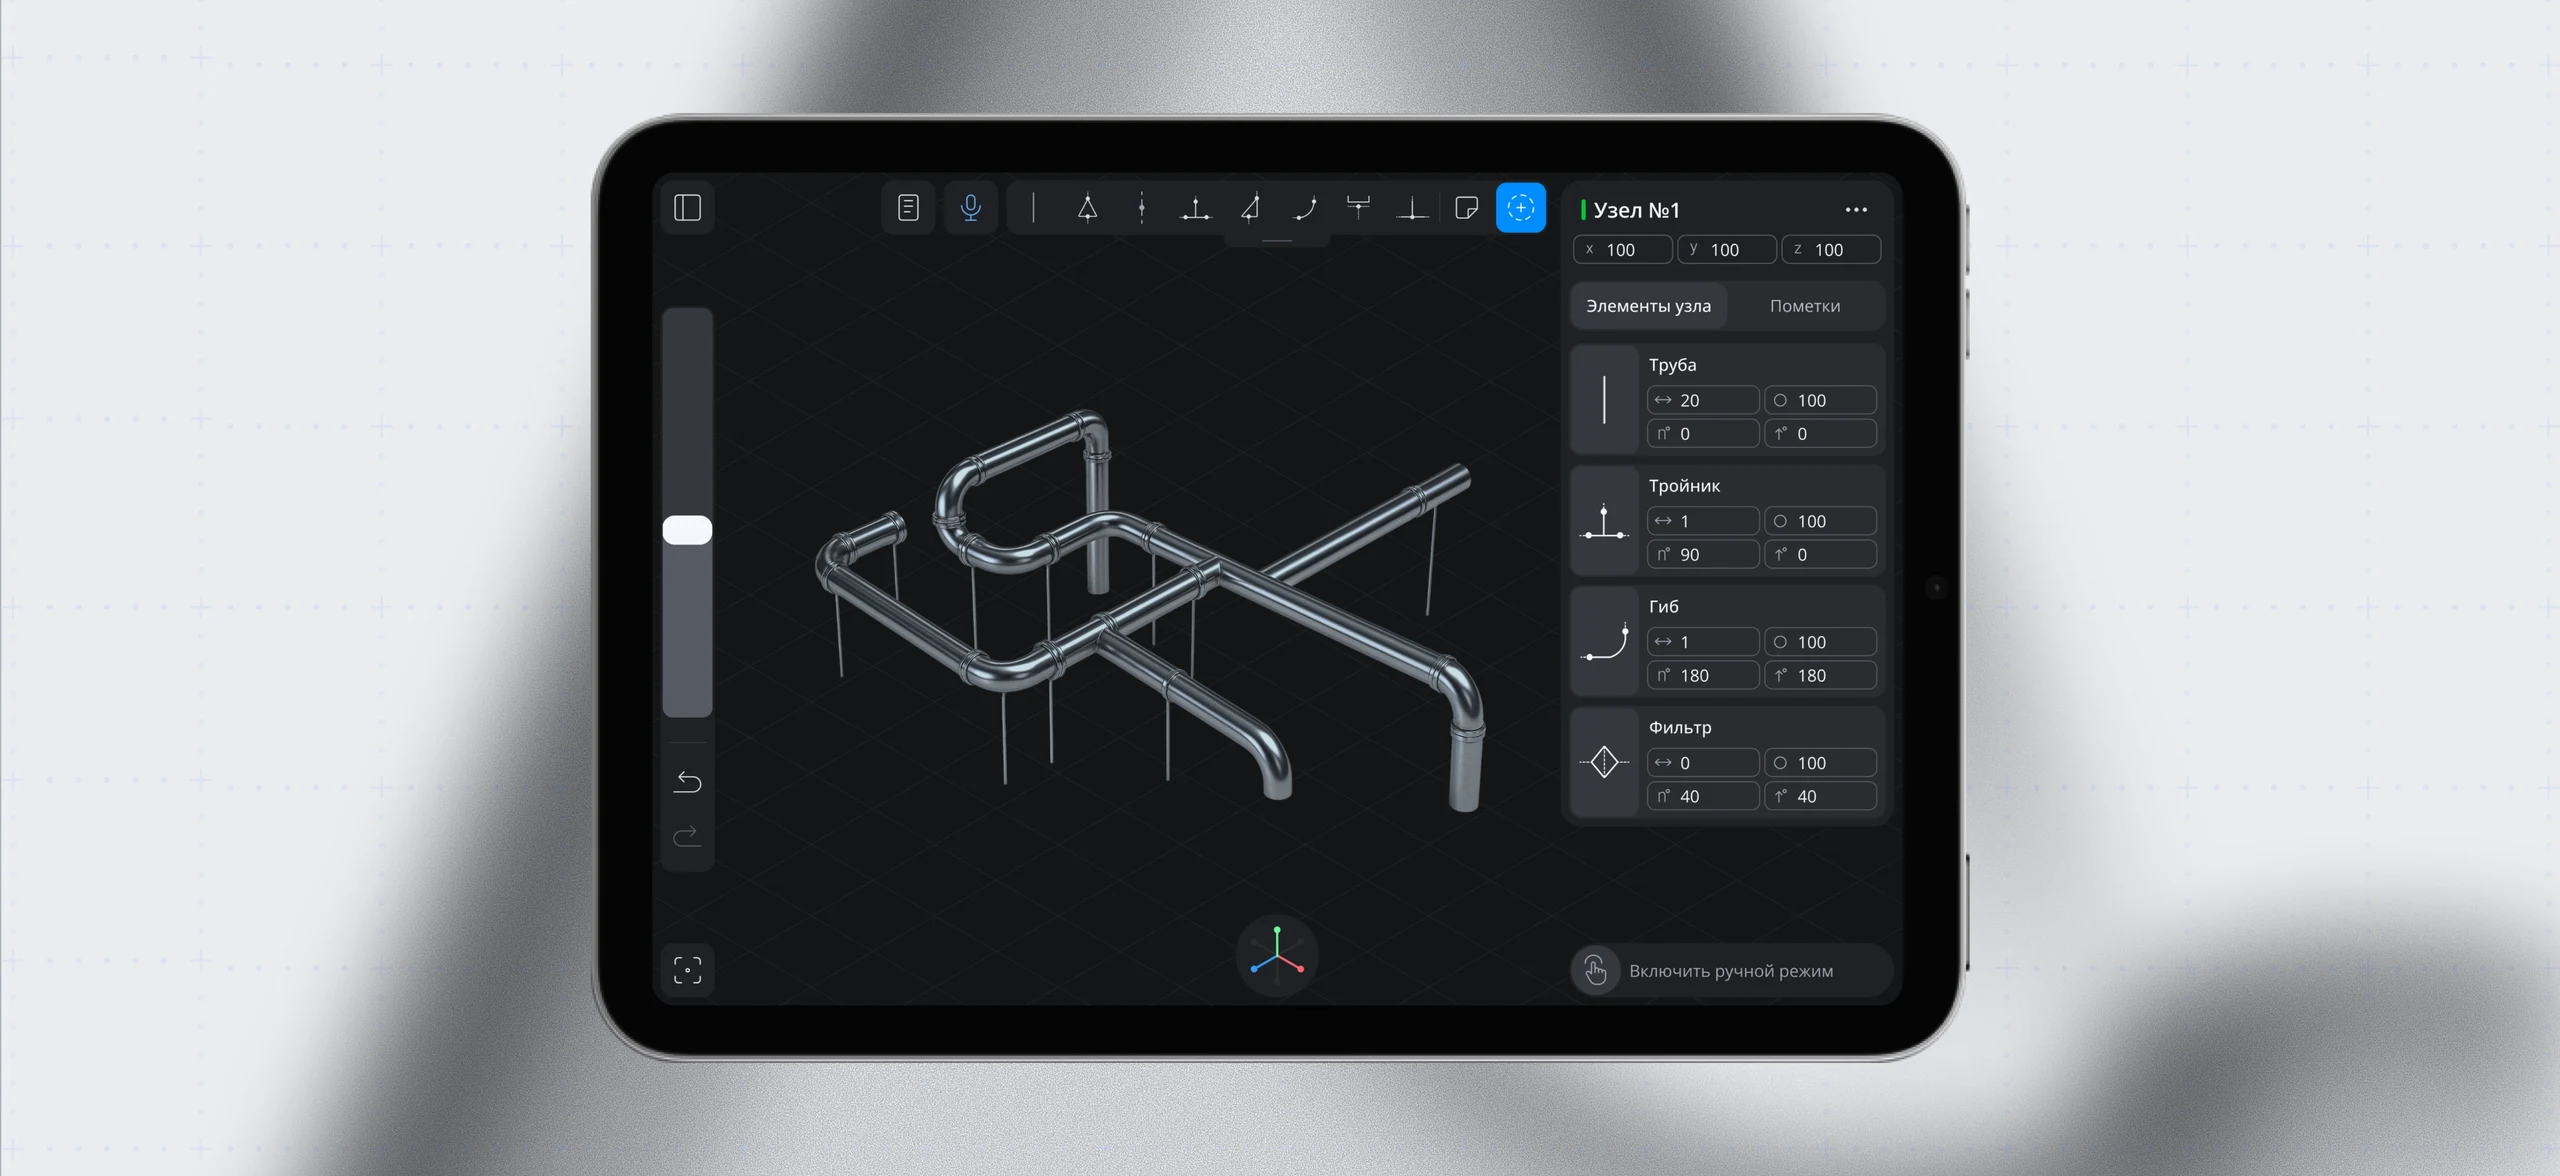 Узел №1
x 100 y 100 z 100
Элементы узла Пометки
Труба
20 100
n° 0 ↑° 0
Тройник
1 100
n° 90 ↑° 0
Гиб
1 100
n° 180 ↑° 180
Фильтр
0 100
n° 40 ↑° 40
Включить ручной режим